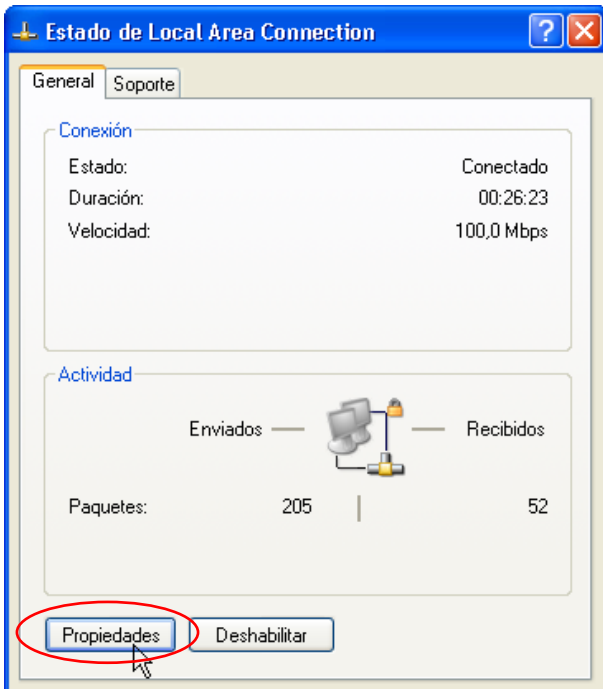 Estado de Local Area Connection
General Soporte
Conexión
Estado: Conectado
Duración: 00:26:23
Velocidad: 100,0 Mbps
Actividad
Enviados Recibidos
Paquetes: 205 52
Propiedades Deshabilitar